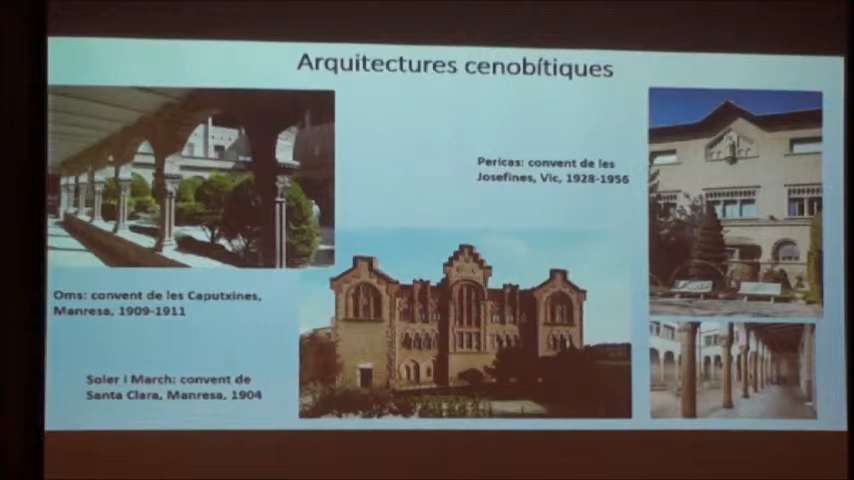 Arquitectures cenobítiques
Pericas: convent de les
Josefines, Vic, 1928-1956
Oms: convent de les Caputxines,
Manresa, 1909-1911
Soler i March: convent de
Santa Clara, Manresa, 1904